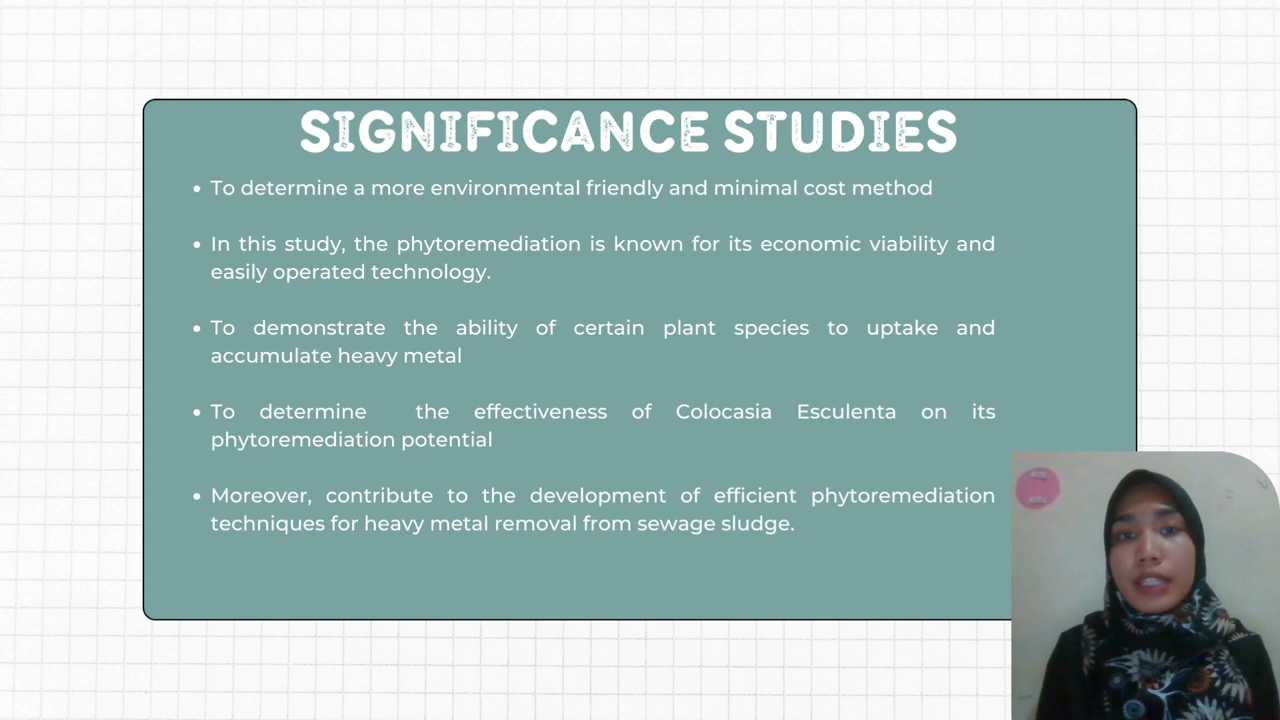 SIGNIFICANCE STUDIES
• To determine a more environmental friendly and minimal cost method
• In this study, the phytoremediation is known for its economic viability and
easily operated technology.
• To demonstrate the ability of certain plant species to uptake and
accumulate heavy metal
• To determine the effectiveness of Colocasia Esculenta on its
phytoremediation potential
• Moreover, contribute to the development of efficient phytoremediation
techniques for heavy metal removal from sewage sludge.